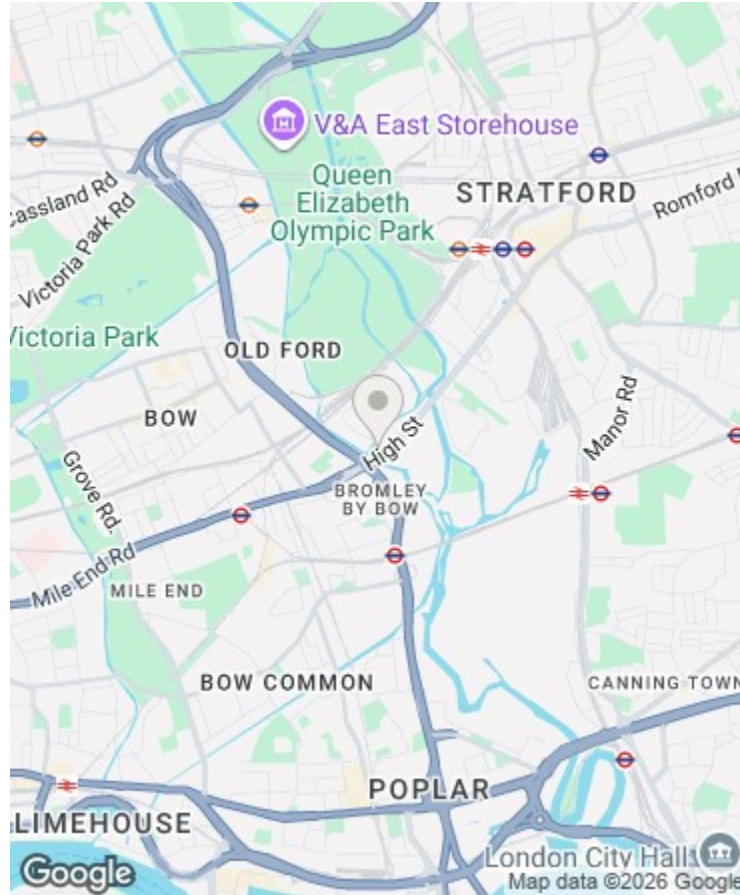 V&A East Storehouse
Queen
Elizabeth
Olympic Park
STRATFORD
Romford
Cassland Rd
Victoria Park Rd
Victoria Park
OLD FORD
BOW
High St
Manor Rd
Grove Rd.
BROMLEY
BY BOW
Mile End Rd
MILE END
BOW COMMON
CANNING TOWN
POPLAR
LIMEHOUSE
London City Hall
Google
Map data ©2026 Google